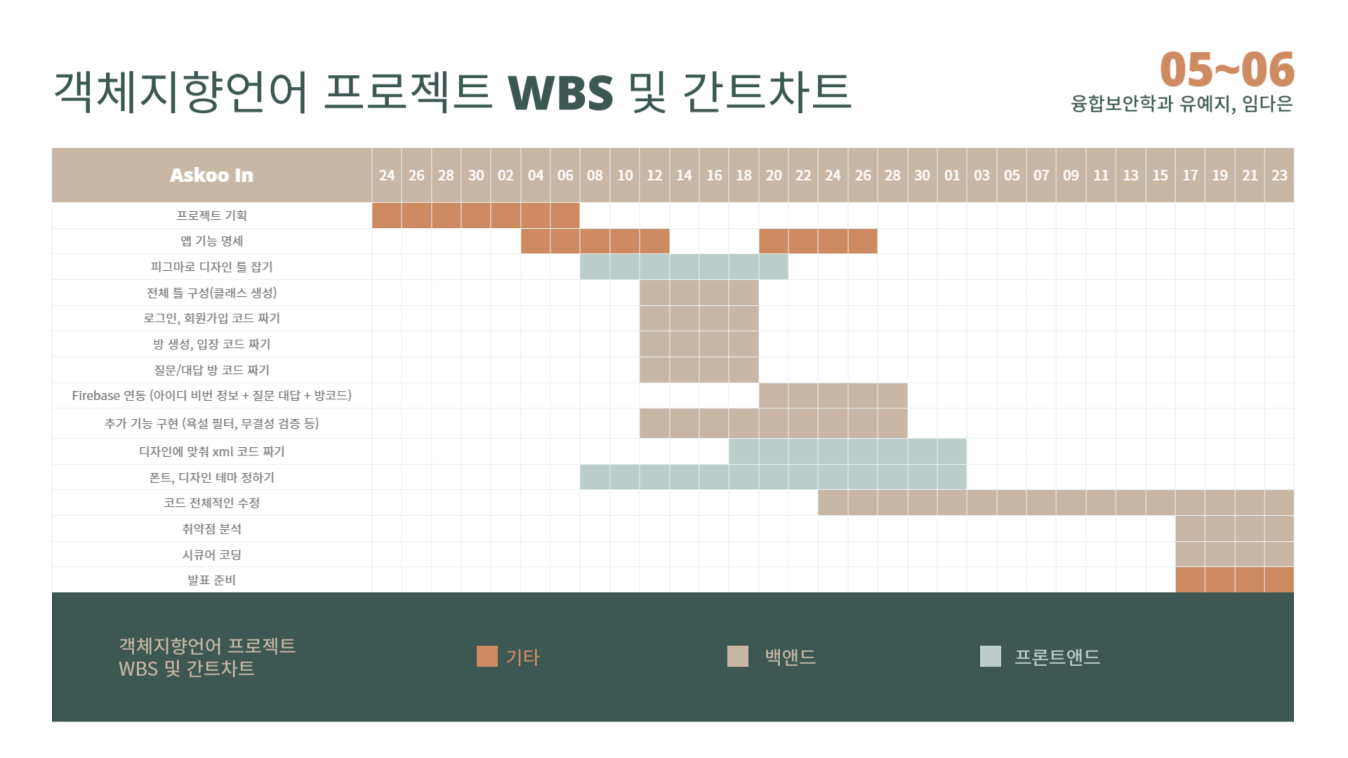 객체지향언어 프로젝트 WBS 및 간트차트
05~06
융합보안학과 유예지, 임다은
Askoo In 24 26 28 30 02 04 06 08 10 12 14 16 18 20 22 24 26 28 30 01 03 05 07 09 11 13 15 17 19 21 23
프로젝트 기획
앱 기능 명세
피그마로 디자인 틀 잡기
전체 틀 구성(클래스 생성)
로그인, 회원가입 코드 짜기
방 생성, 입장 코드 짜기
질문/대답 방 코드 짜기
Firebase 연동 (아이디 비번 정보 + 질문 대답 + 방코드)
추가 기능 구현 (욕설 필터, 무결성 검증 등)
디자인에 맞춰 xml 코드 짜기
폰트, 디자인 테마 정하기
코드 전체적인 수정
취약점 분석
시큐어 코딩
발표 준비
객체지향언어 프로젝트
WBS 및 간트차트
기타
백앤드
프론트앤드